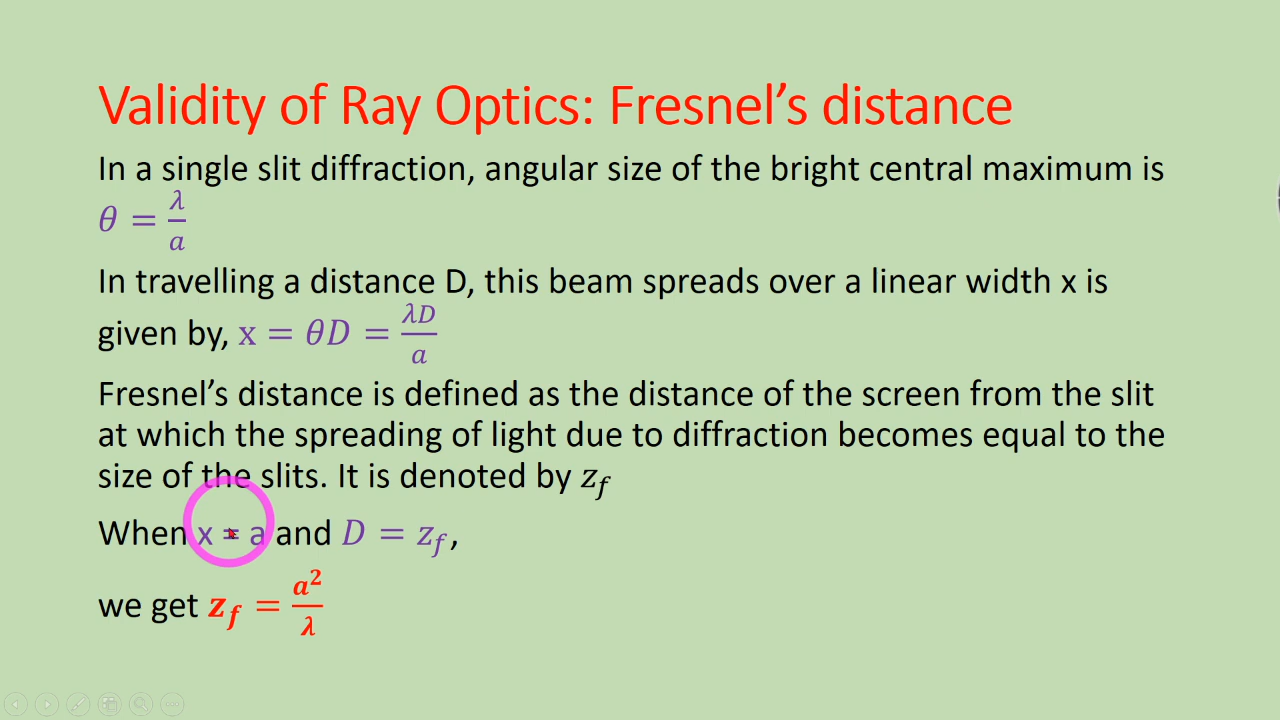 Validity of Ray Optics: Fresnel’s distance
In a single slit diffraction, angular size of the bright central maximum is
θ = λ/a
In travelling a distance D, this beam spreads over a linear width x is
given by, x = θD = λD/a
Fresnel’s distance is defined as the distance of the screen from the slit
at which the spreading of light due to diffraction becomes equal to the
size of the slits. It is denoted by z_f
When x = a and D = z_f,
we get z_f = a²/λ